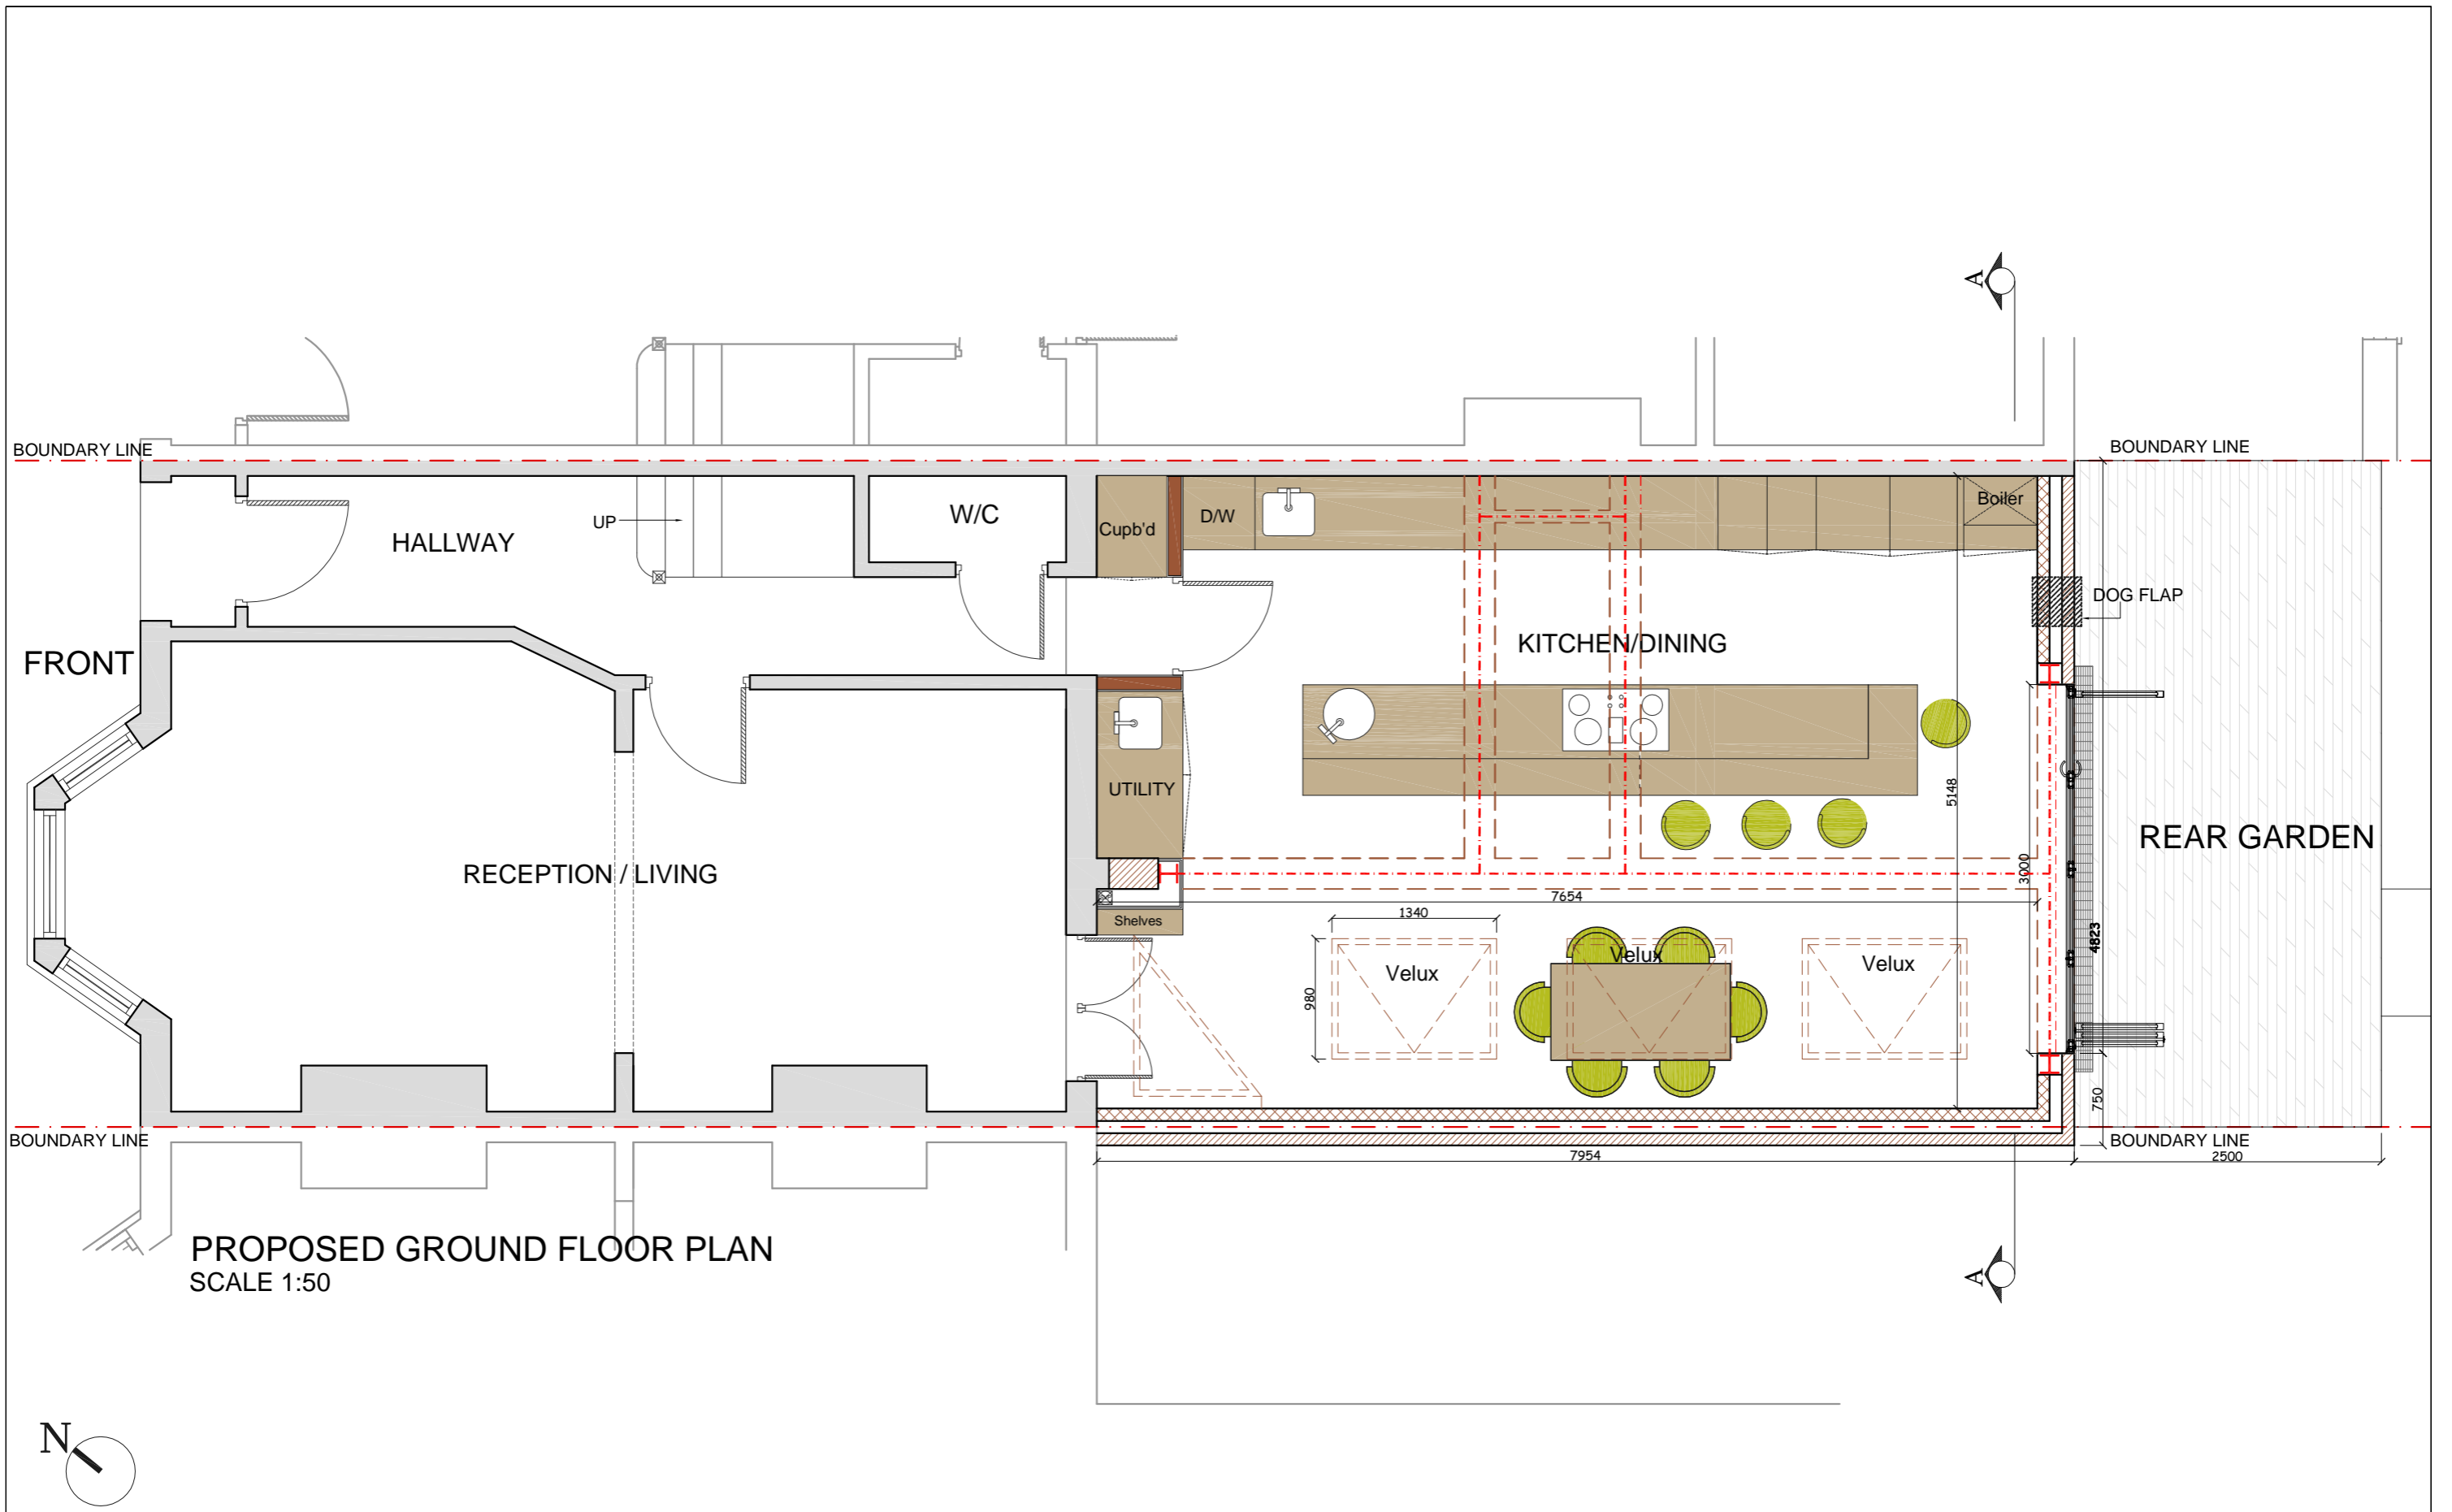 A
BOUNDARY LINE
BOUNDARY LINE
Boiler
W/C
D/W
Cupb'd
UP
HALLWAY
DOG FLAP
KITCHEN/DINING
FRONT
UTILITY
5148
REAR GARDEN
RECEPTION / LIVING
3000
7654
1340
Shelves
4823
Velux
Velux
Velux
980
750
BOUNDARY LINE
BOUNDARY LINE
7954
2500
PROPOSED GROUND FLOOR PLAN
SCALE 1:50
A
N